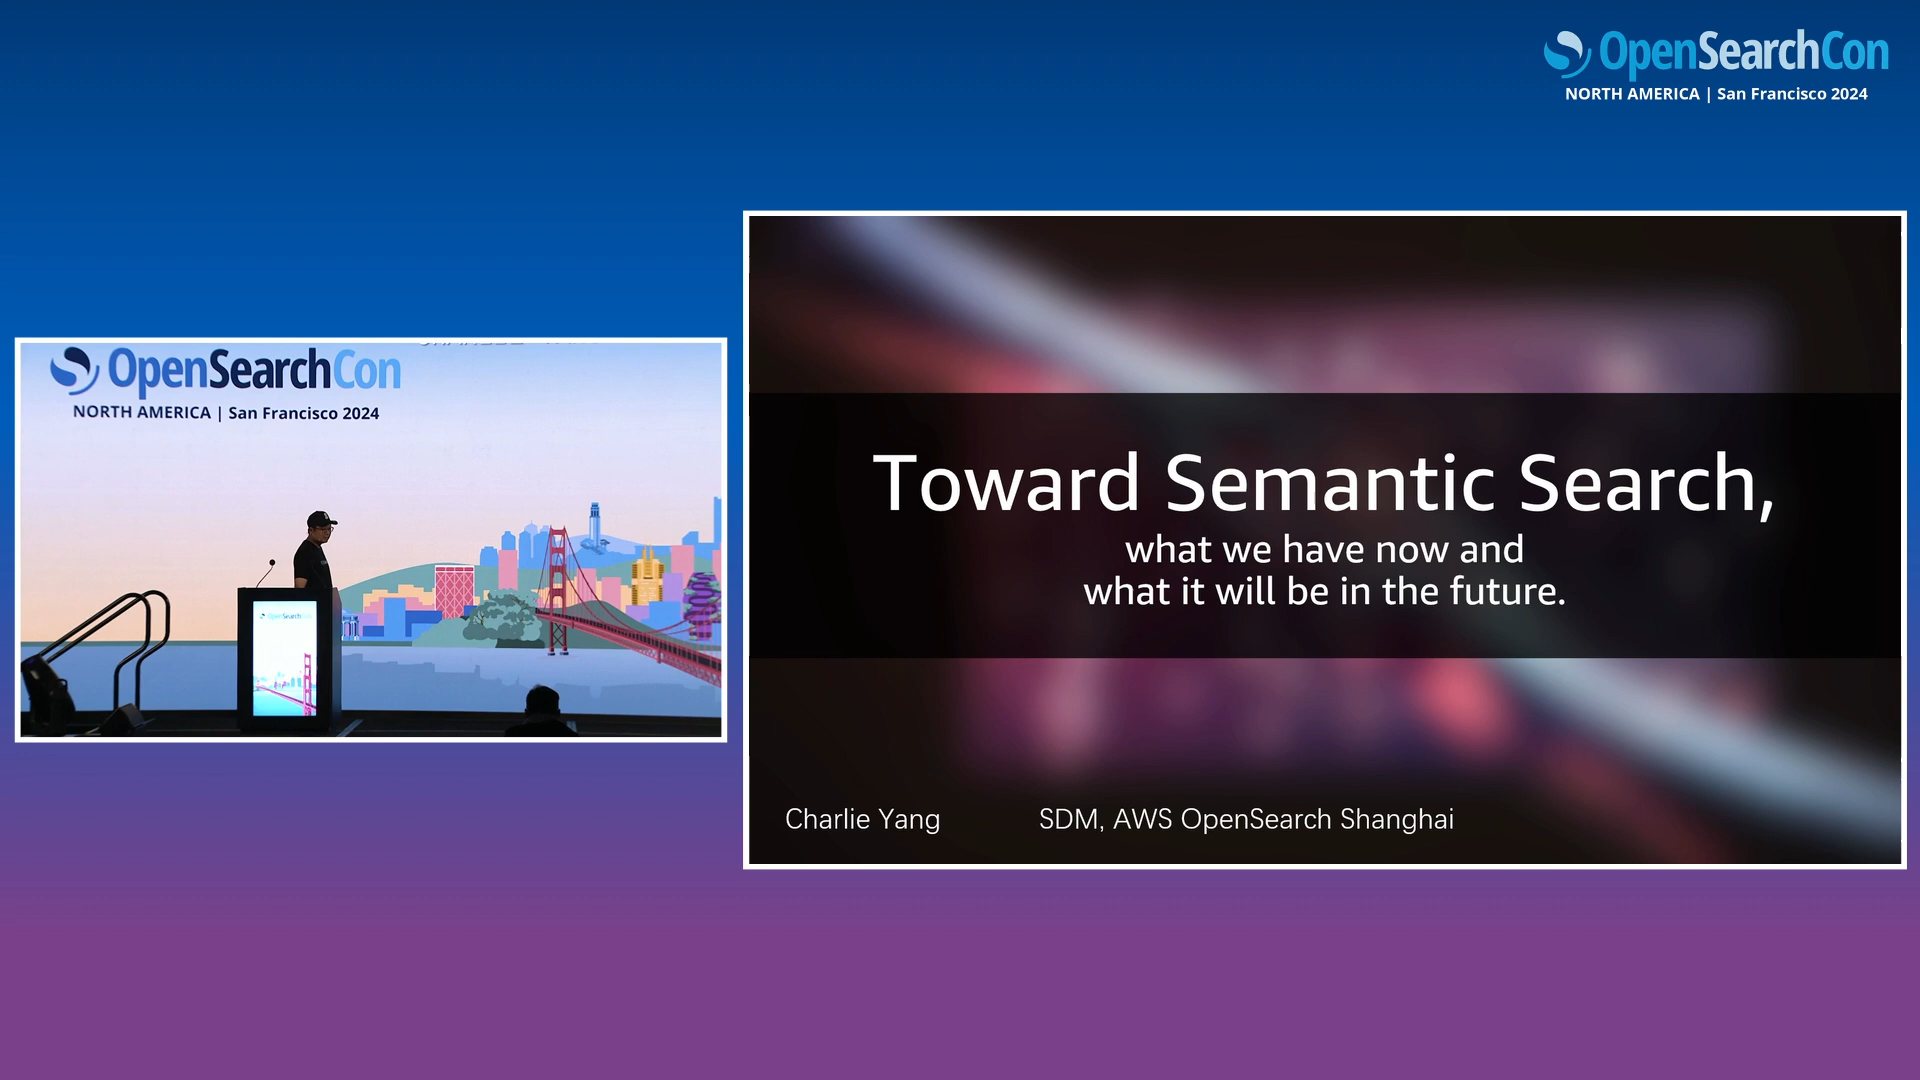 OpenSearchCon
NORTH AMERICA | San Francisco 2024
OpenSearchCon
NORTH AMERICA | San Francisco 2024
OpenSearchCon
Toward Semantic Search,
what we have now and
what it will be in the future.
Charlie Yang
SDM, AWS OpenSearch Shanghai